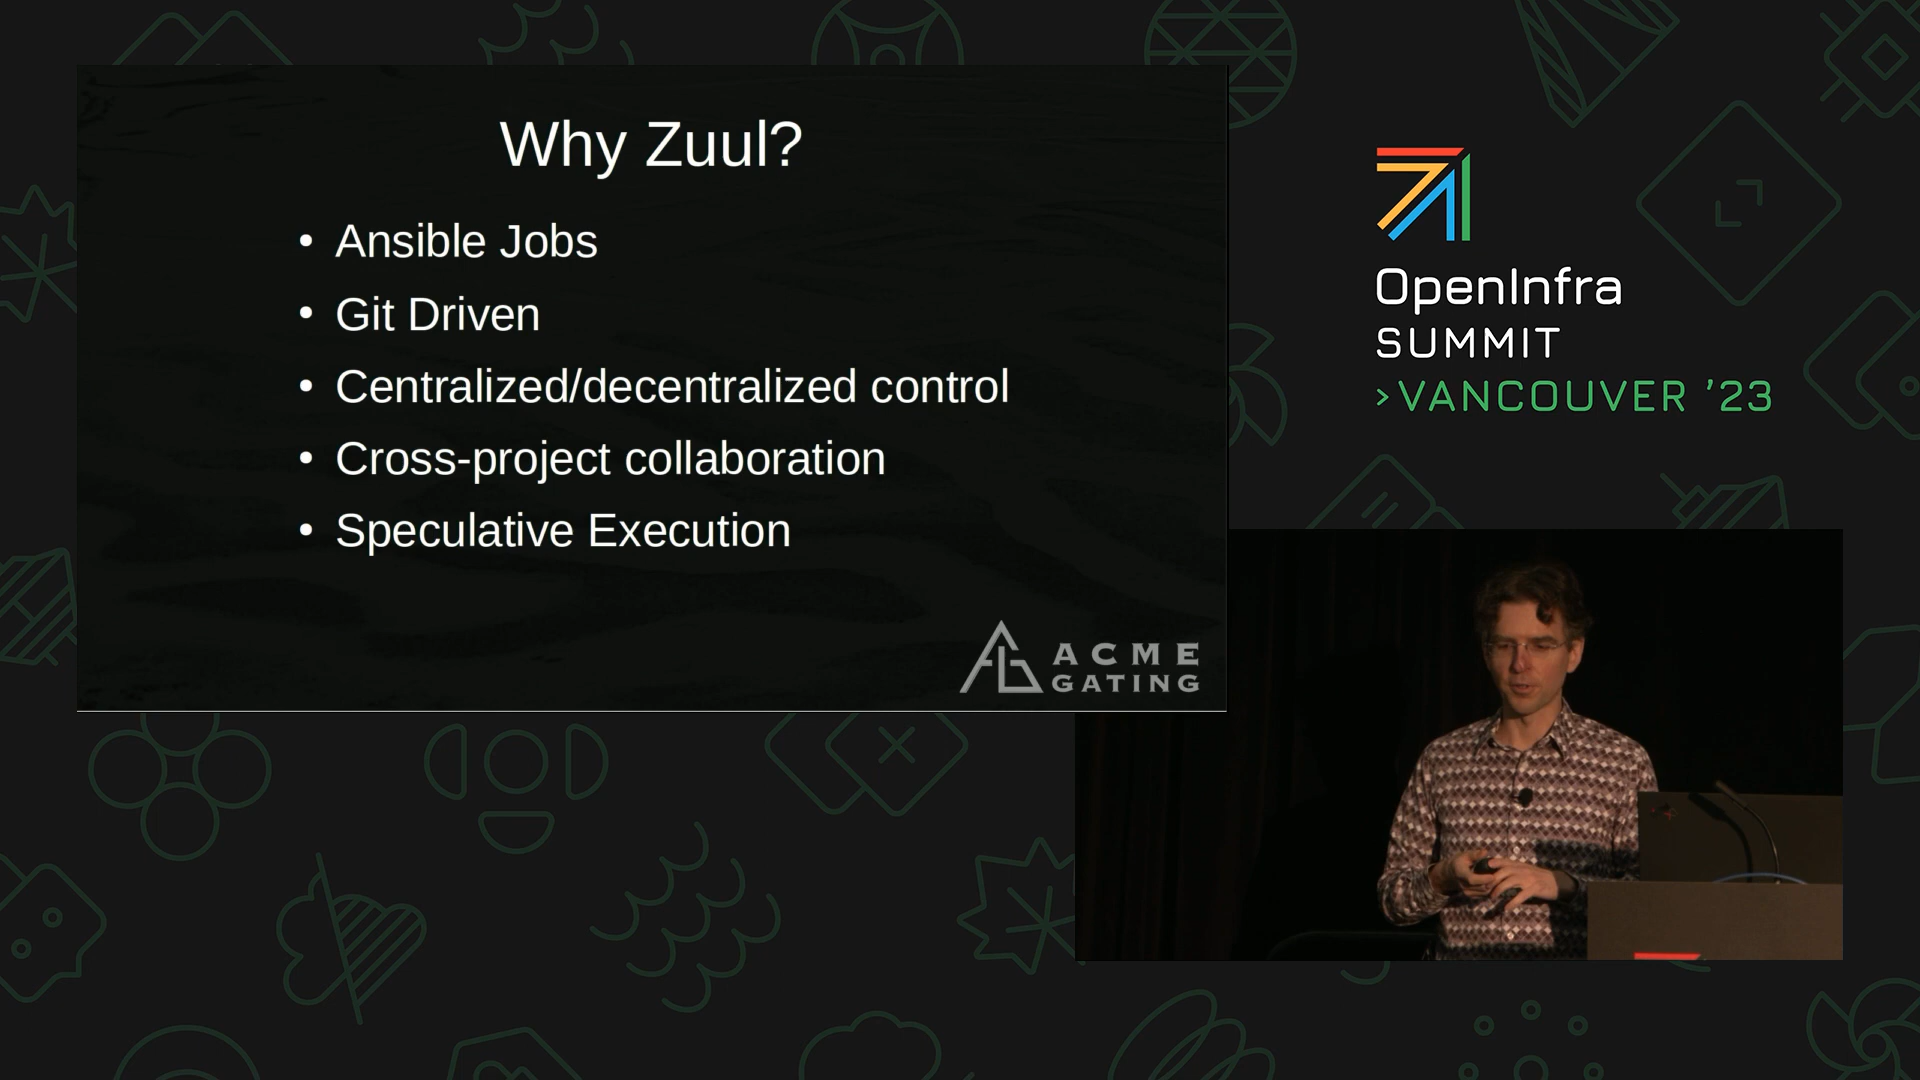 Why Zuul?
• Ansible Jobs
• Git Driven
• Centralized/decentralized control
• Cross-project collaboration
• Speculative Execution
ACME
GATING
OpenInfra
SUMMIT
>VANCOUVER ’23